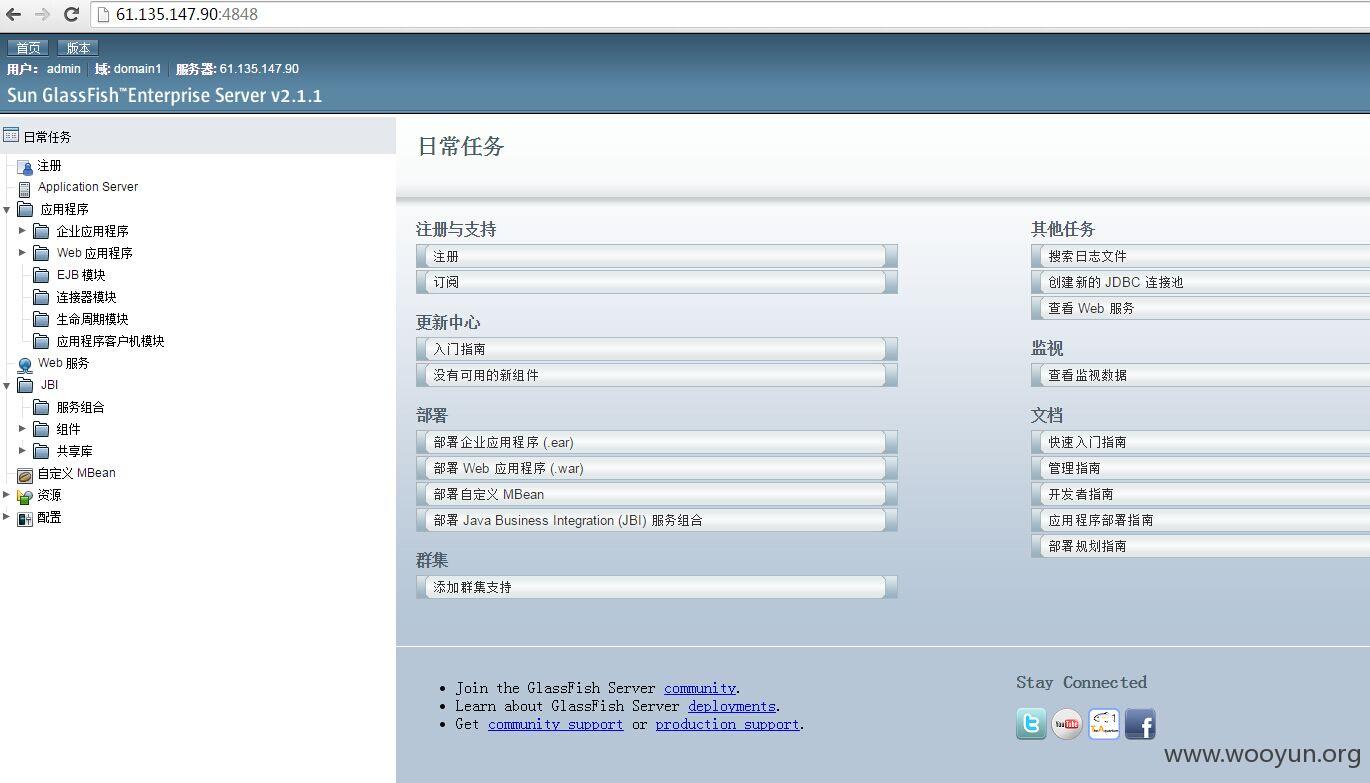 61.135.147.90:4848
首页 版本
用户: admin 域: domain1 服务器: 61.135.147.90
Sun GlassFish™ Enterprise Server v2.1.1
日常任务
注册
Application Server
应用程序
企业应用程序
Web 应用程序
EJB 模块
连接器模块
生命周期模块
应用程序客户机模块
Web 服务
JBI
服务组合
组件
共享库
自定义 MBean
资源
配置
日常任务
注册与支持
注册
订阅
更新中心
入门指南
没有可用的新组件
部署
部署企业应用程序 (.ear)
部署 Web 应用程序 (.war)
部署自定义 MBean
部署 Java Business Integration (JBI) 服务组合
群集
添加群集支持
其他任务
搜索日志文件
创建新的 JDBC 连接池
查看 Web 服务
监视
查看监视数据
文档
快速入门指南
管理指南
开发者指南
应用程序部署指南
部署规划指南
Join the GlassFish Server community.
Learn about GlassFish Server deployments.
Get community support or production support.
Stay Connected
You Tube
www.wooyun.org